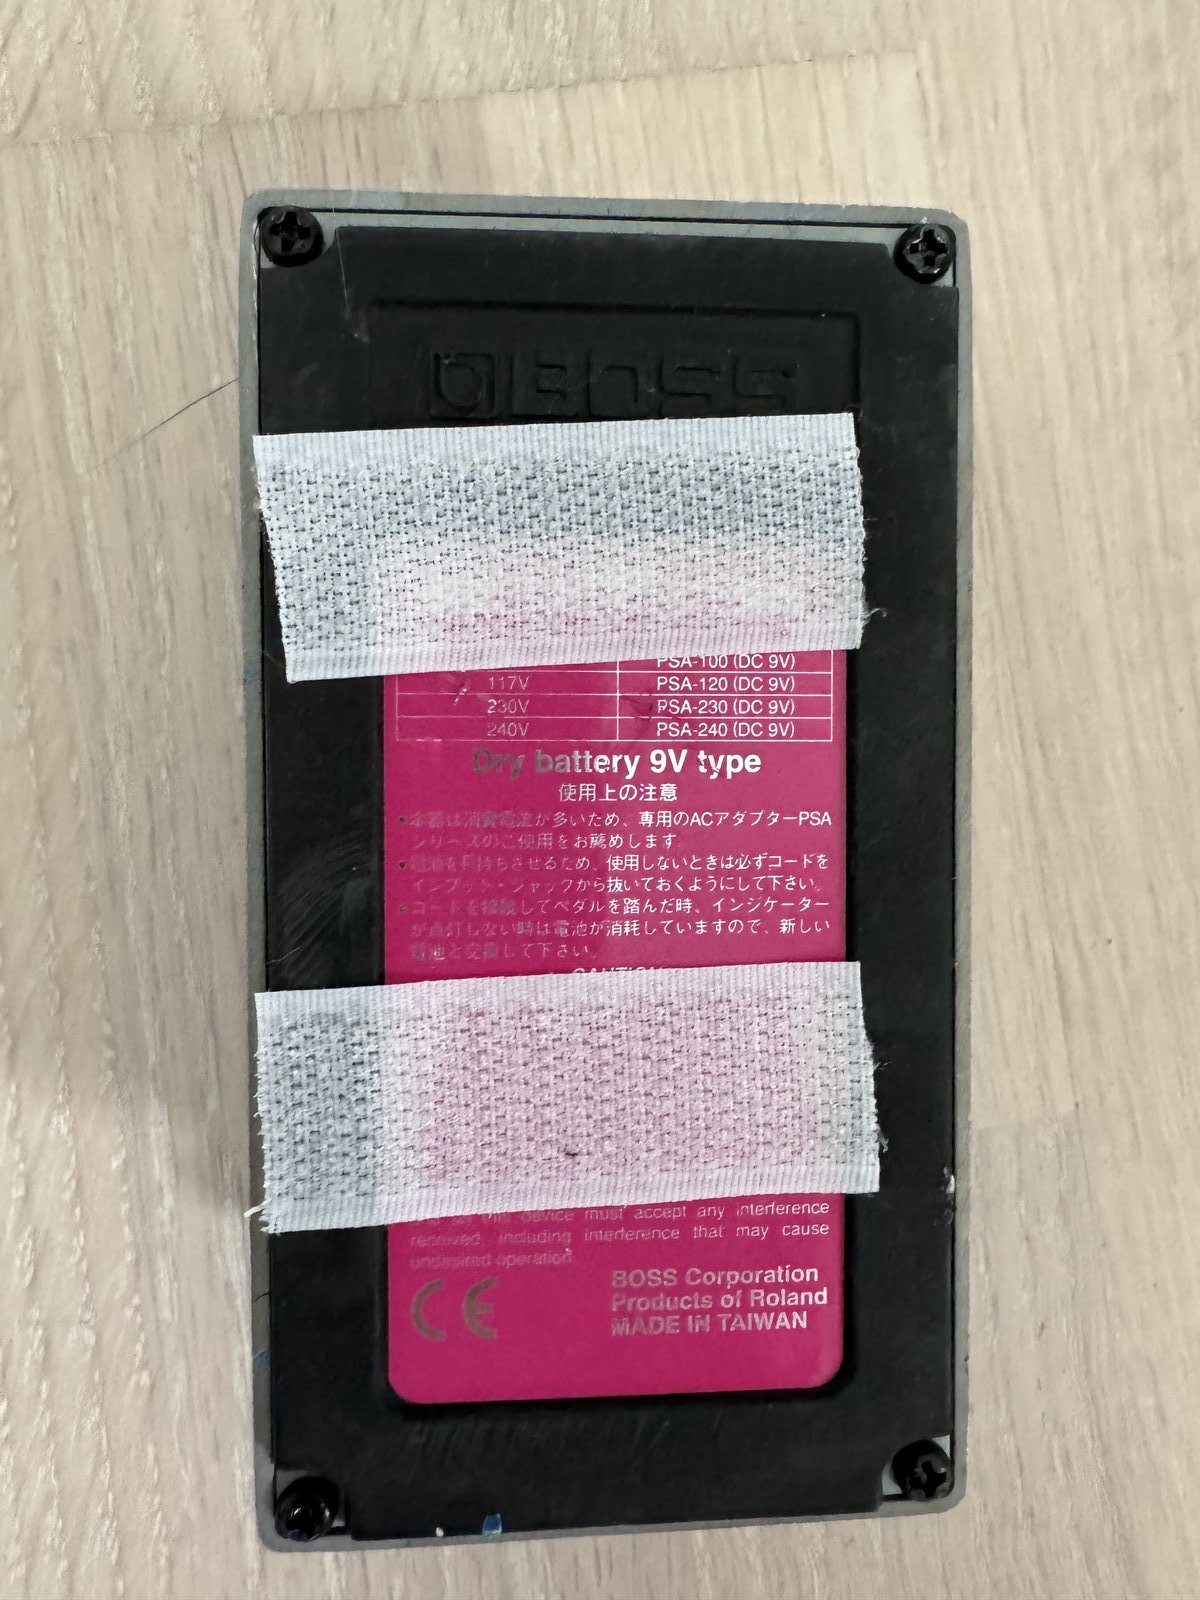 BOSS
PSA-100 (DC 9V)
117V PSA-120 (DC 9V)
230V PSA-230 (DC 9V)
240V PSA-240 (DC 9V)
Dry battery 9V type
使用上の注意
•本器は消費電流が多いため、専用のACアダプターPSA
シリーズのご使用をお薦めします
•電池を長持ちさせるため、使用しないときは必ずコードを
インプット・ジャックから抜いておくようにして下さい。
•コードを接続してペダルを踏んだ時、インジケーター
が点灯しない時は電池が消耗していますので、新しい
電池と交換して下さい。
CAUTION
this device must accept any interference
received, including interference that may cause
undesired operation
CE
BOSS Corporation
Products of Roland
MADE IN TAIWAN